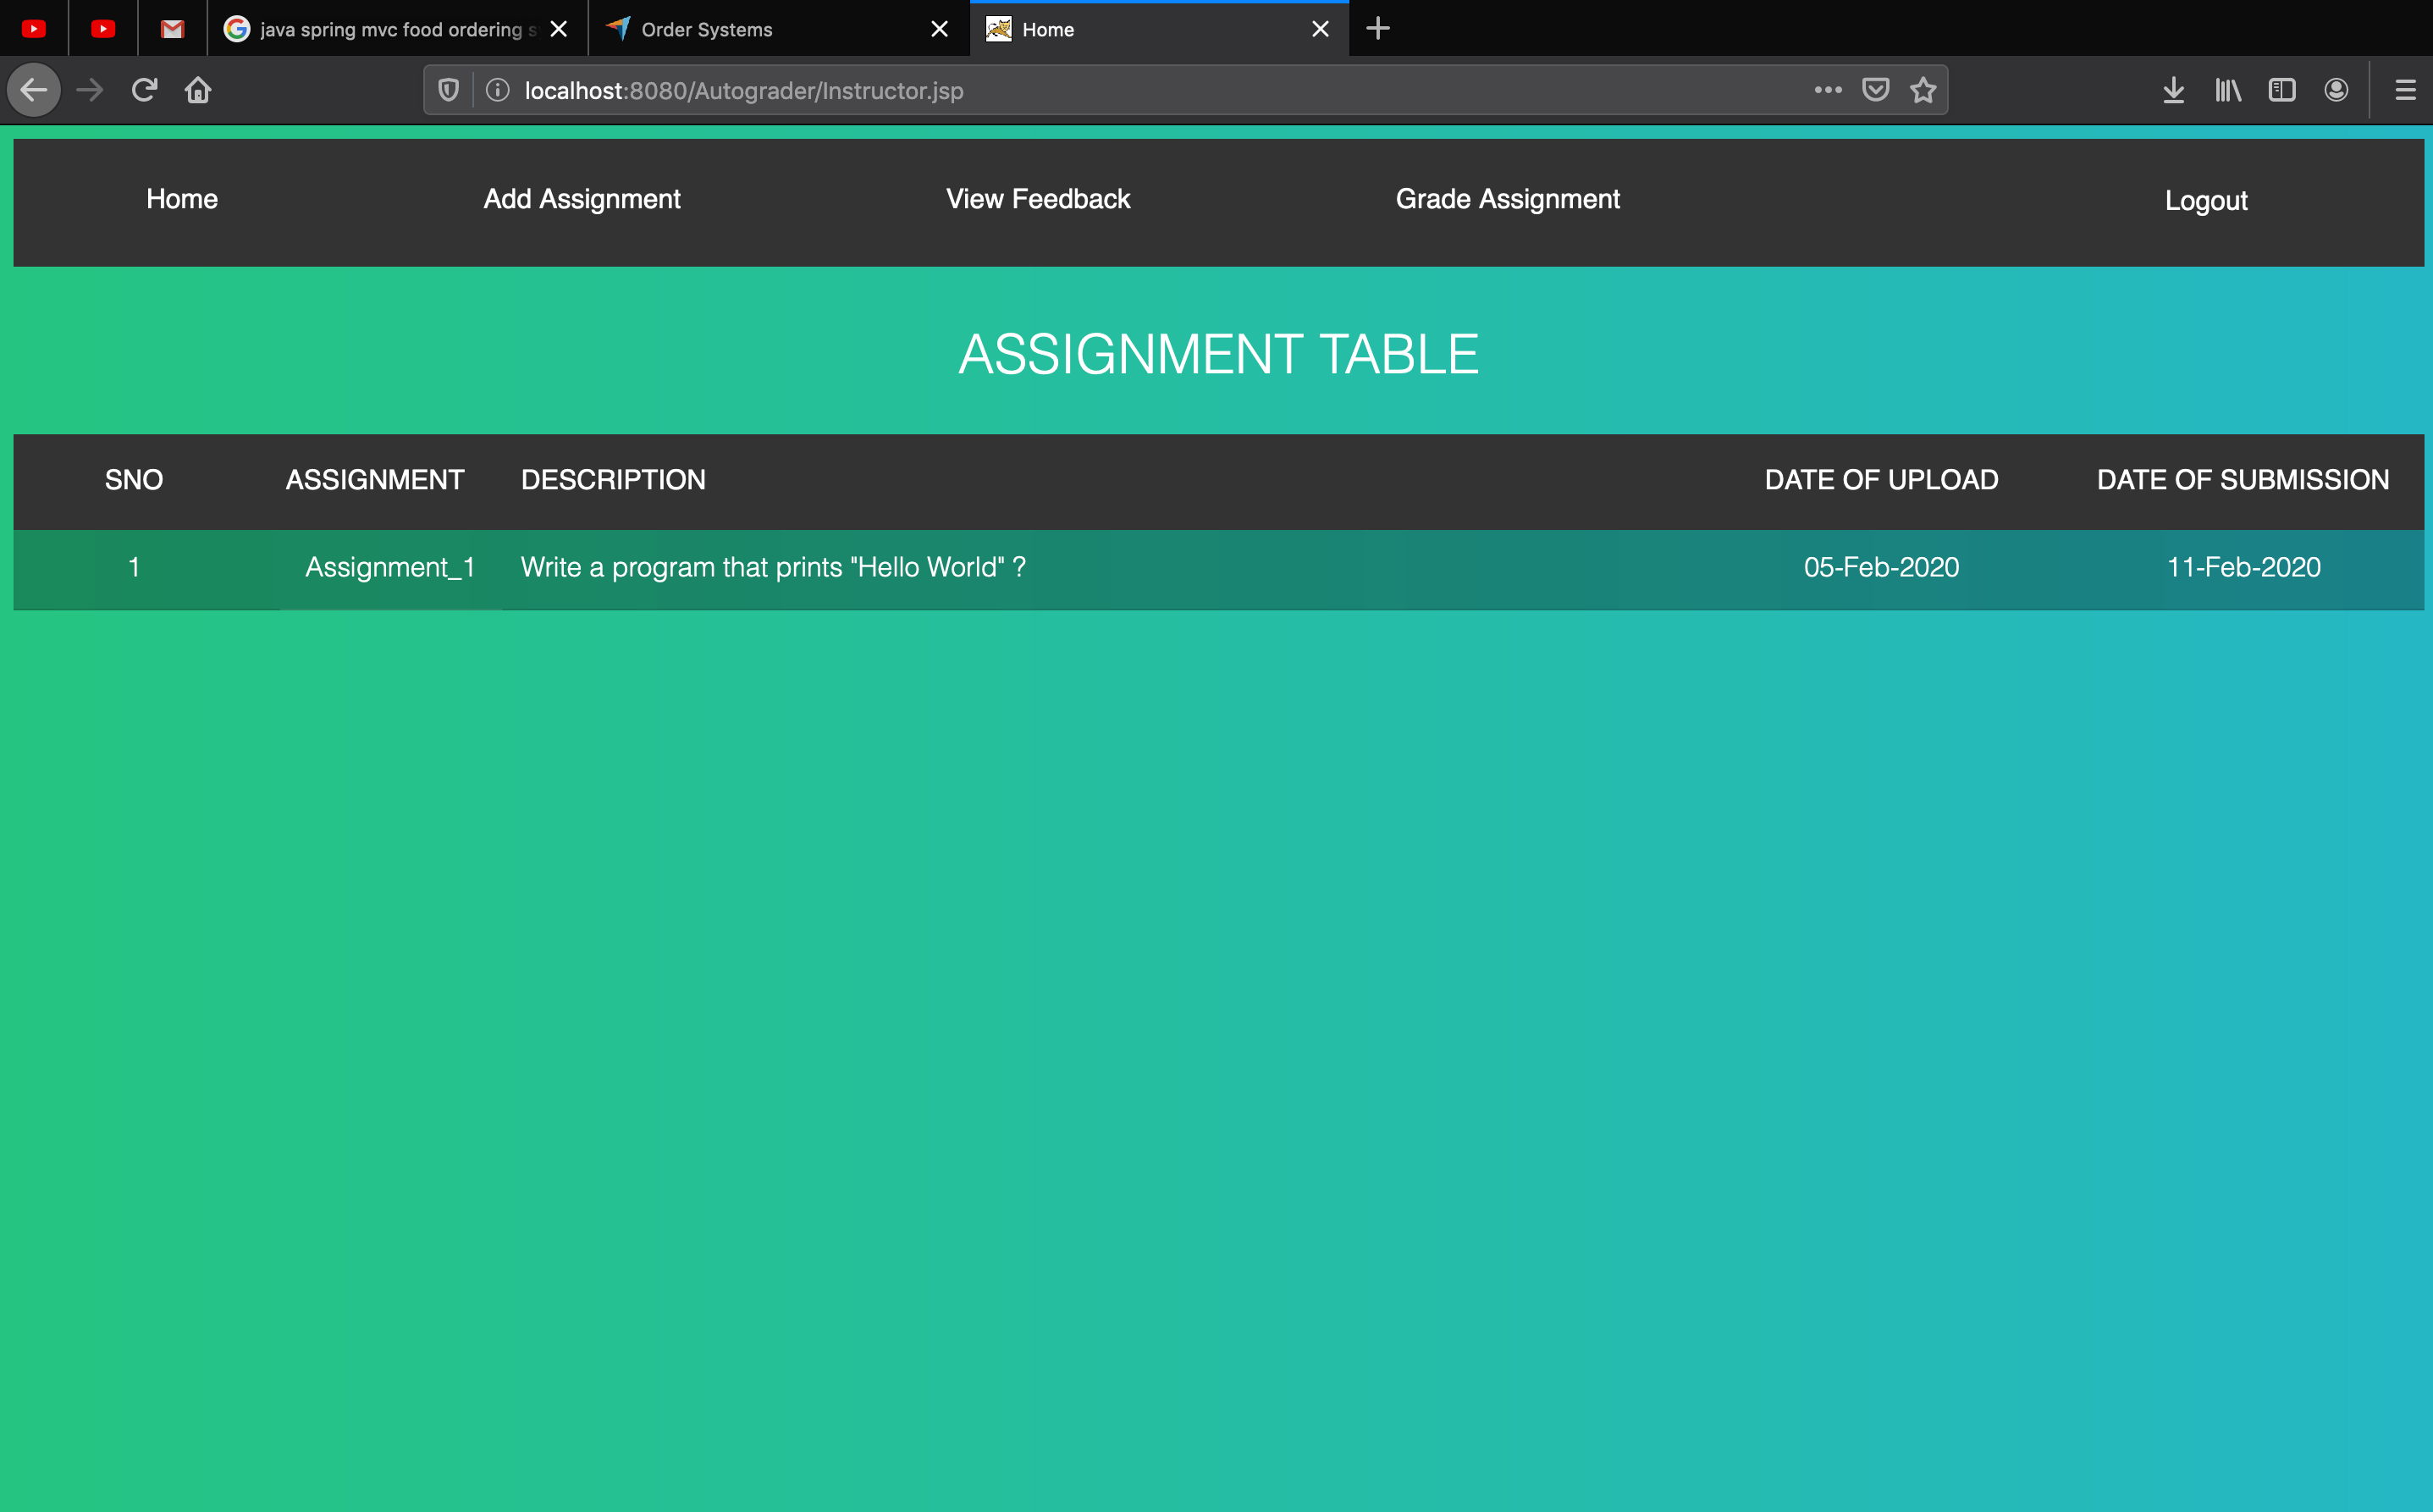 java spring mvc food ordering s
Order Systems
Home
localhost:8080/Autograder/Instructor.jsp
Home Add Assignment View Feedback Grade Assignment Logout
ASSIGNMENT TABLE
SNO ASSIGNMENT DESCRIPTION DATE OF UPLOAD DATE OF SUBMISSION
1 Assignment_1 Write a program that prints "Hello World" ? 05-Feb-2020 11-Feb-2020